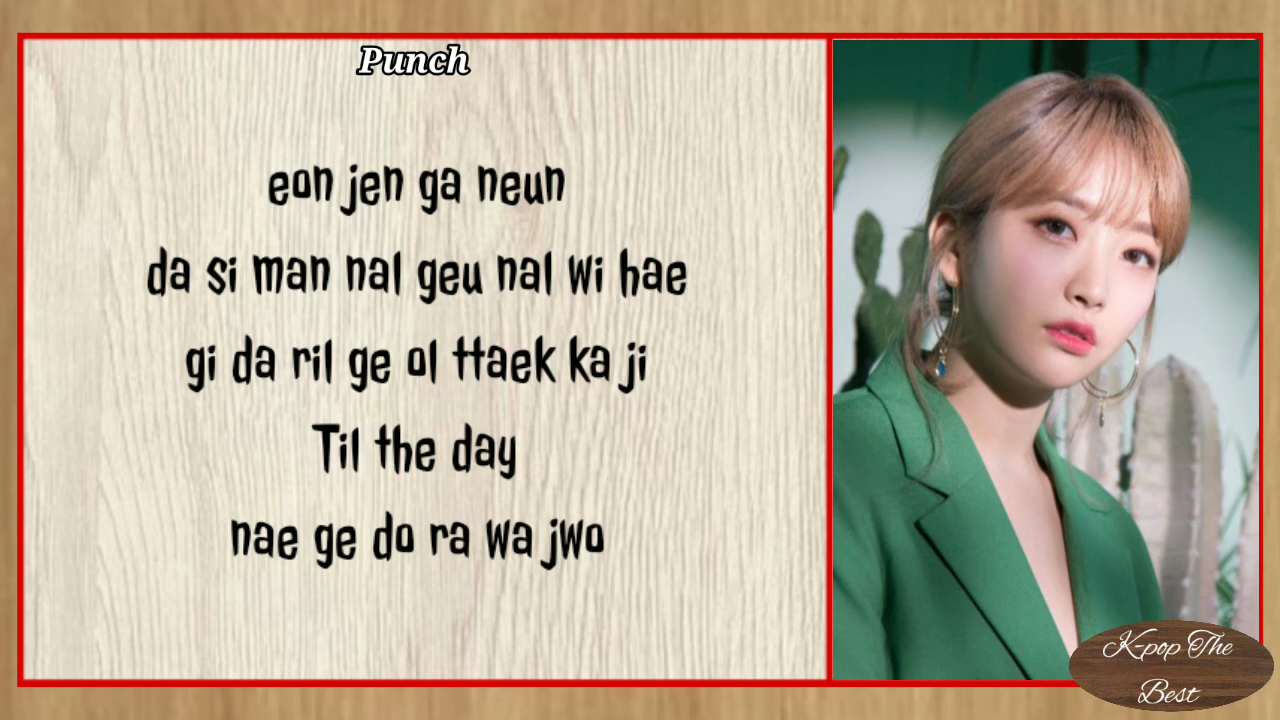 Punch
eon jen ga neun
da si man nal geu nal wi hae
gi da ril ge ol ttaek ka ji
Til the day
nae ge do ra wa jwo
K-pop The
Best